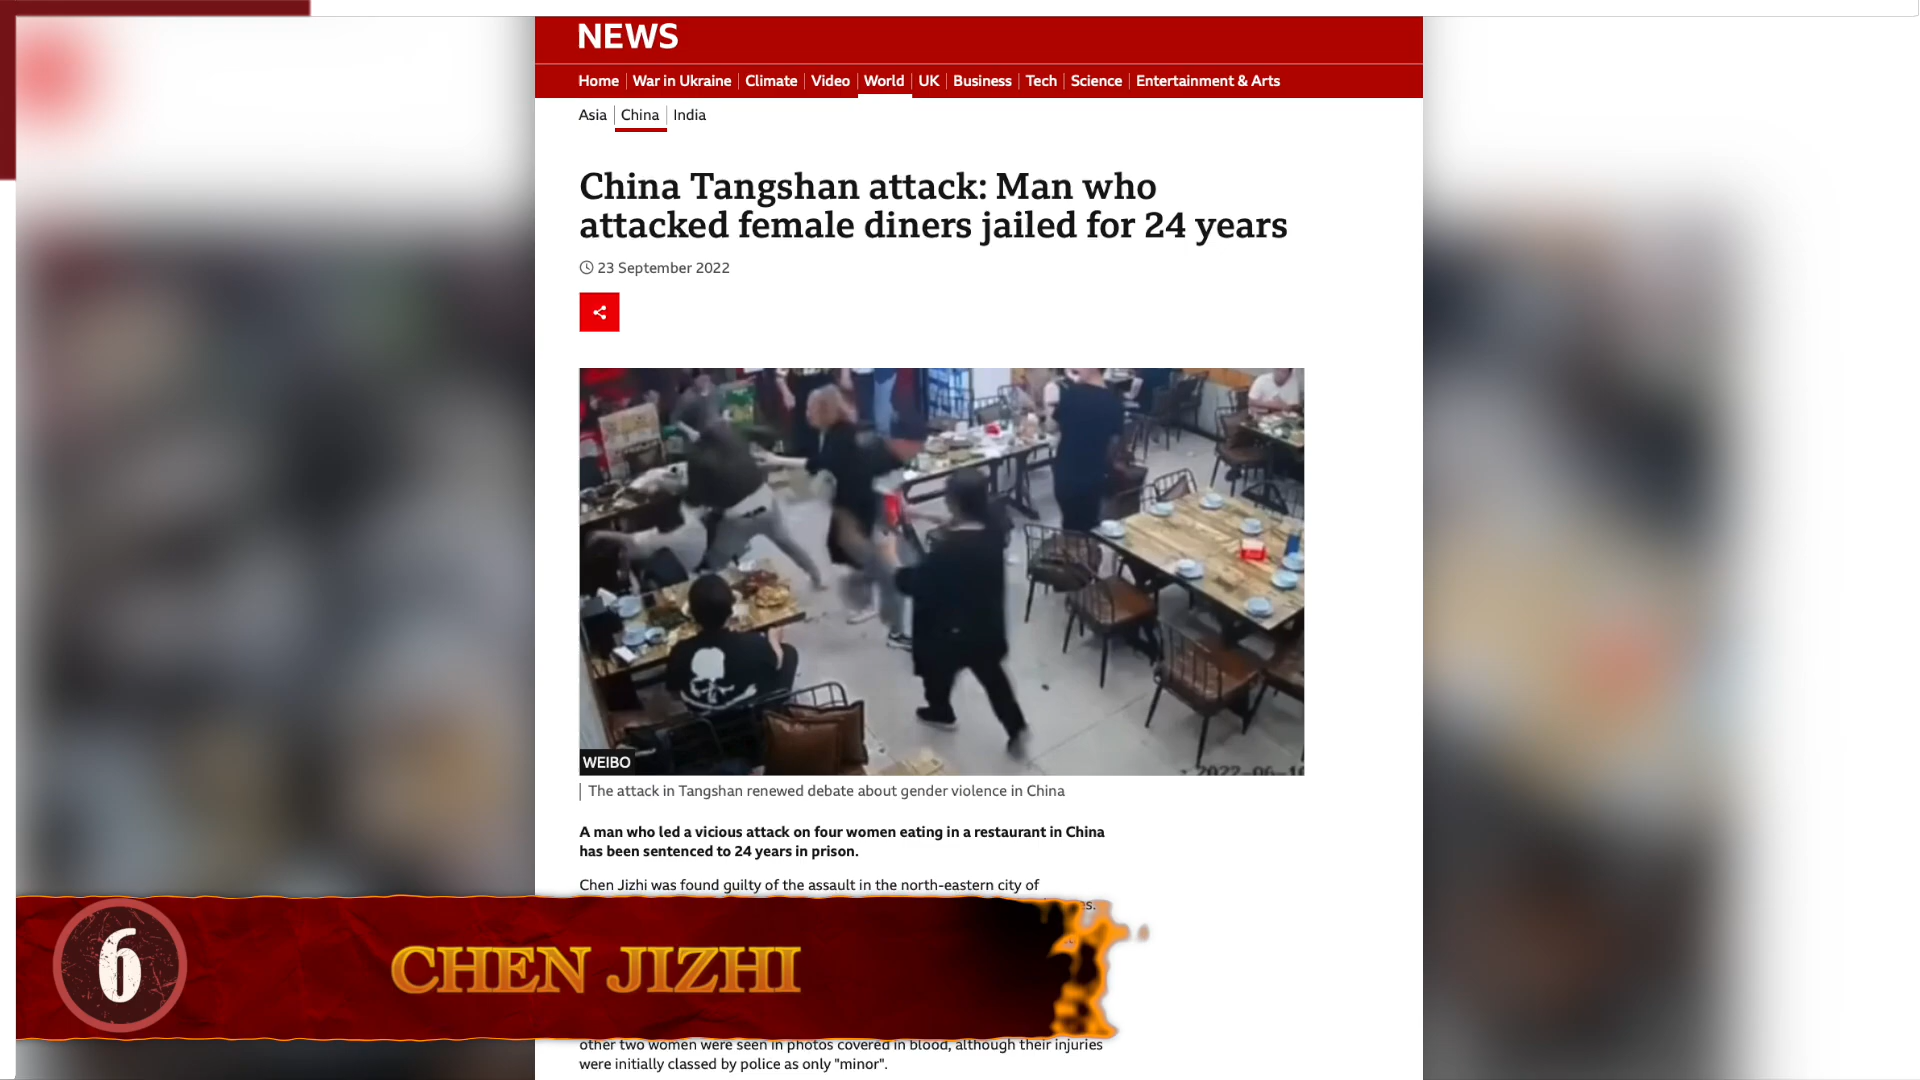 NEWS
Home War in Ukraine Climate Video World UK Business Tech Science Entertainment & Arts
Asia China India
China Tangshan attack: Man who
attacked female diners jailed for 24 years
23 September 2022
WEIBO
The attack in Tangshan renewed debate about gender violence in China
A man who led a vicious attack on four women eating in a restaurant in China
has been sentenced to 24 years in prison.
Chen Jizhi was found guilty of the assault in the north-eastern city of
6
CHEN JIZHI
other two women were seen in photos covered in blood, although their injuries
were initially classed by police as only "minor".